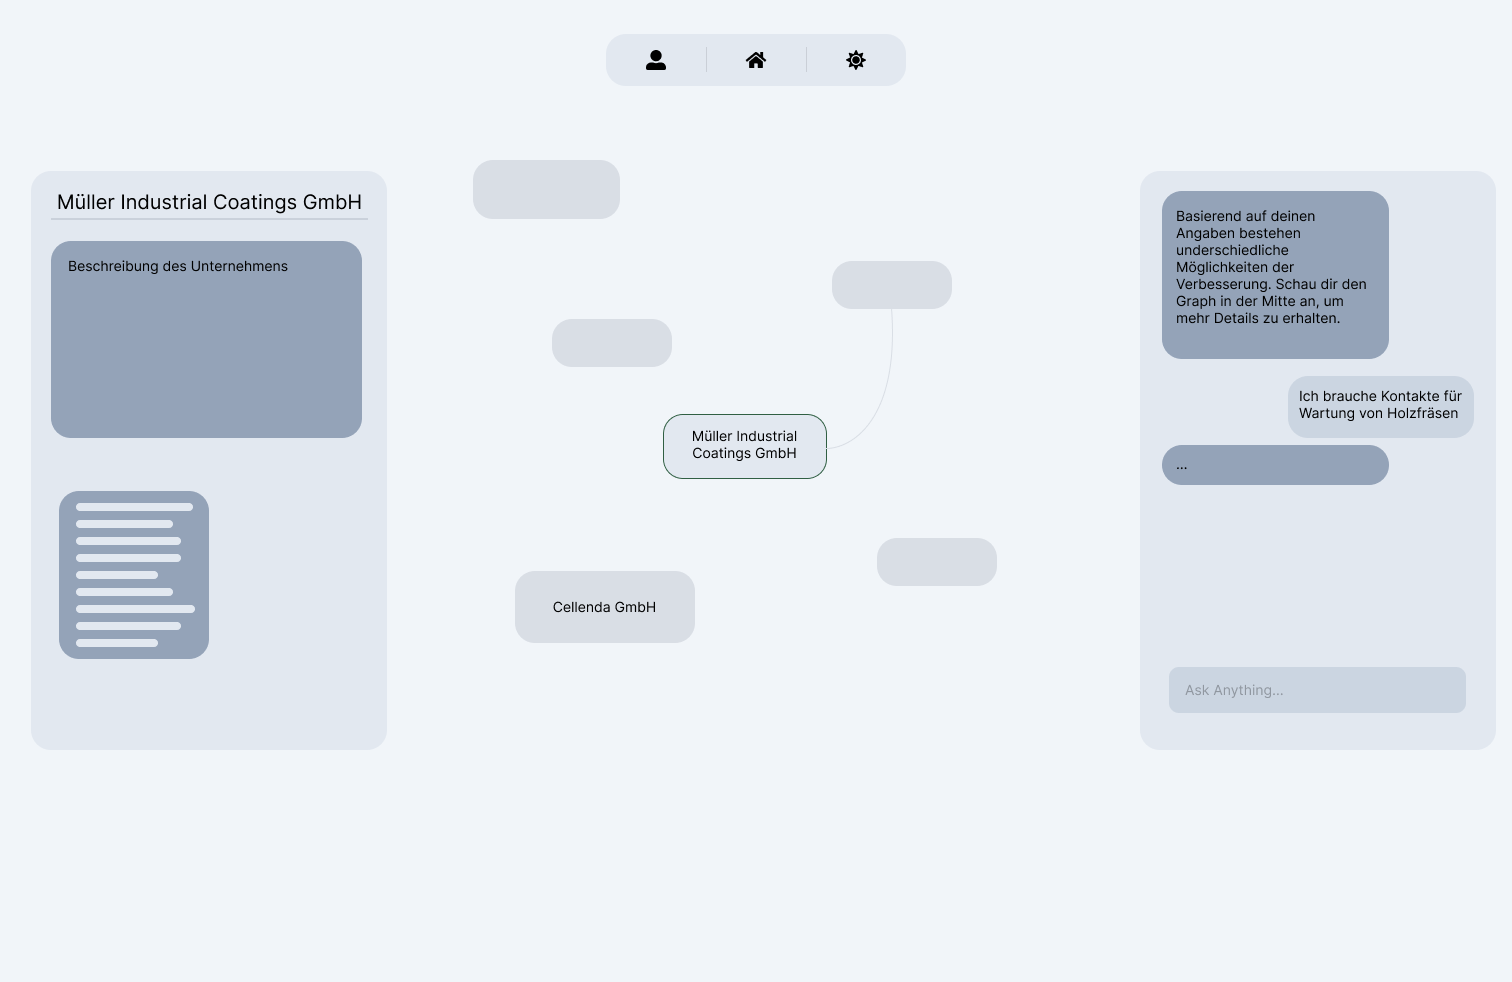 Müller Industrial Coatings GmbH
Beschreibung des Unternehmens
Müller Industrial
Coatings GmbH
Cellenda GmbH
Basierend auf deinen
Angaben bestehen
underschiedliche
Möglichkeiten der
Verbesserung. Schau dir den
Graph in der Mitte an, um
mehr Details zu erhalten.
Ich brauche Kontakte für
Wartung von Holzfräsen
...
Ask Anything...